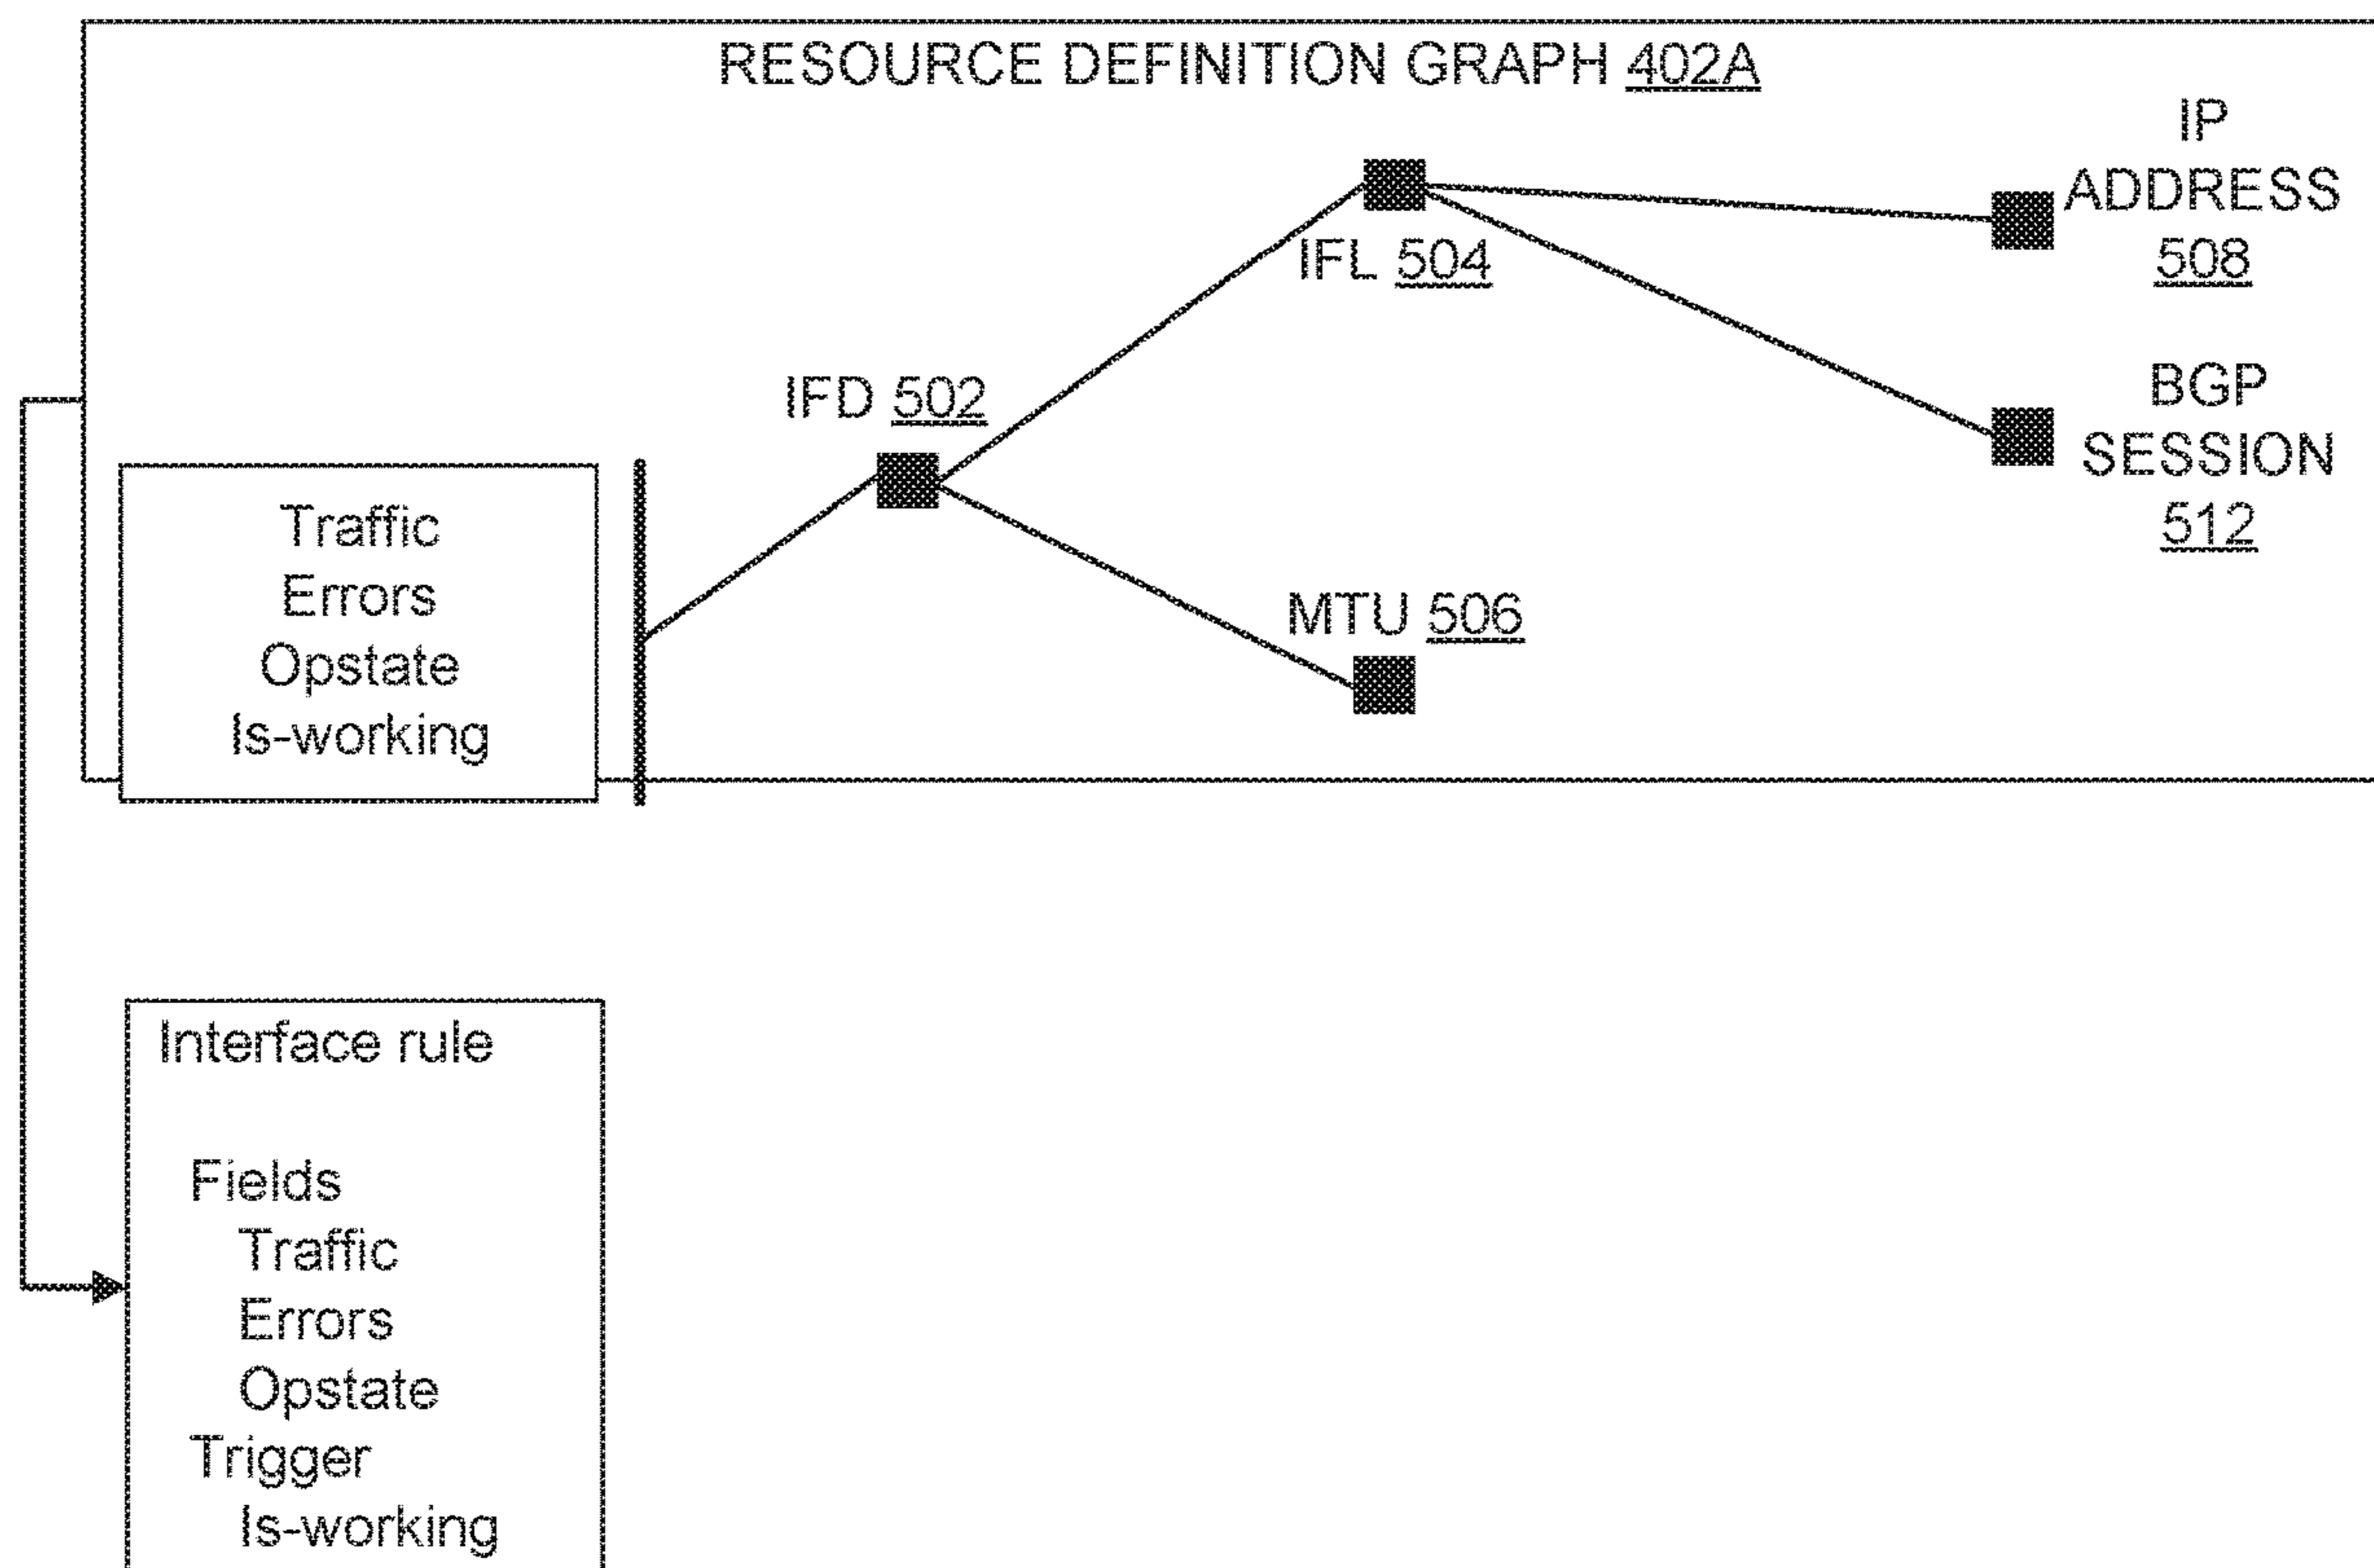 RESOURCE DEFINITION GRAPH 402A
IP
ADDRESS
508
IFL 504
IFD 502
BGP
SESSION
512
Traffic
Errors
Opstate
Is-working
MTU 506
Interface rule
Fields
Traffic
Errors
Opstate
Trigger
Is-working